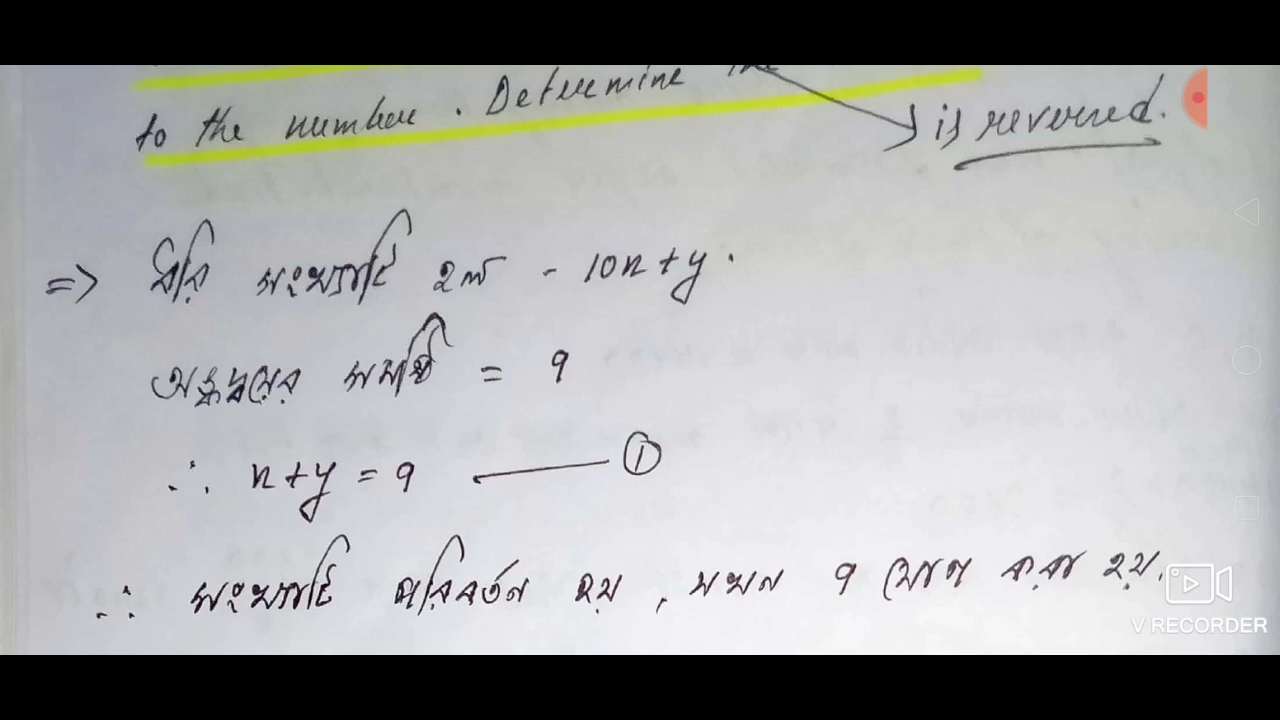 to the number. Determine the
is reversed.
=> ধরি সংখ্যাটি হল - 10x+y.
অঙ্কদ্বয়ের সমষ্টি = 9
∴ x+y = 9 ——— ①
∴ সংখ্যাটি পরিবর্তন হয়, যখন 9 যোগ করা হয়.
V RECORDER